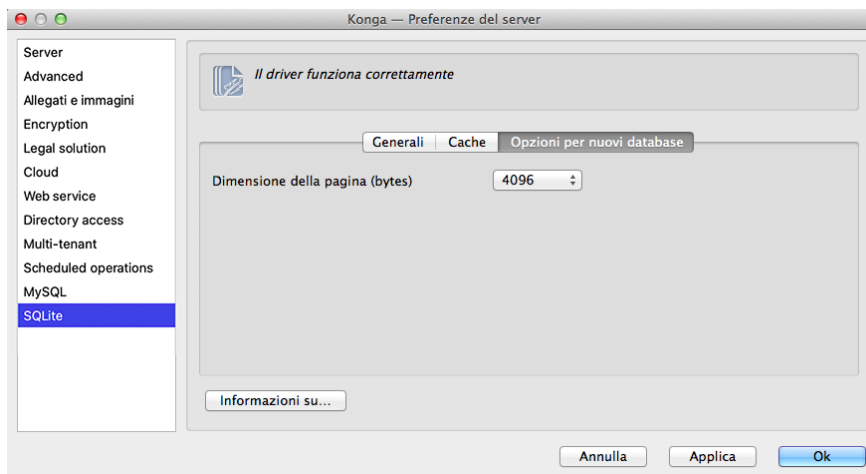 Konga — Preferenze del server
Server
Advanced
Allegati e immagini
Encryption
Legal solution
Cloud
Web service
Directory access
Multi-tenant
Scheduled operations
MySQL
SQLite
Il driver funziona correttamente
Generali Cache Opzioni per nuovi database
Dimensione della pagina (bytes) 4096
Informazioni su...
Annulla Applica Ok